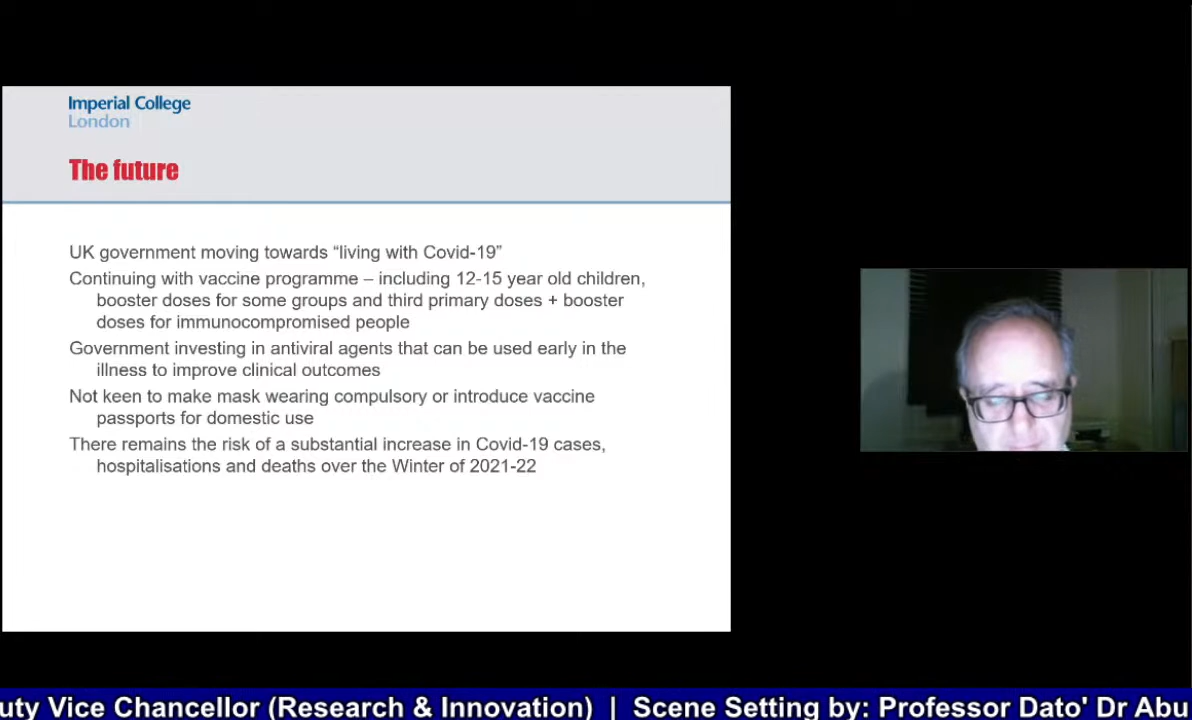 Imperial College
London
The future
UK government moving towards “living with Covid-19”
Continuing with vaccine programme – including 12-15 year old children,
booster doses for some groups and third primary doses + booster
doses for immunocompromised people
Government investing in antiviral agents that can be used early in the
illness to improve clinical outcomes
Not keen to make mask wearing compulsory or introduce vaccine
passports for domestic use
There remains the risk of a substantial increase in Covid-19 cases,
hospitalisations and deaths over the Winter of 2021-22
uty Vice Chancellor (Research & Innovation) | Scene Setting by: Professor Dato' Dr Abu